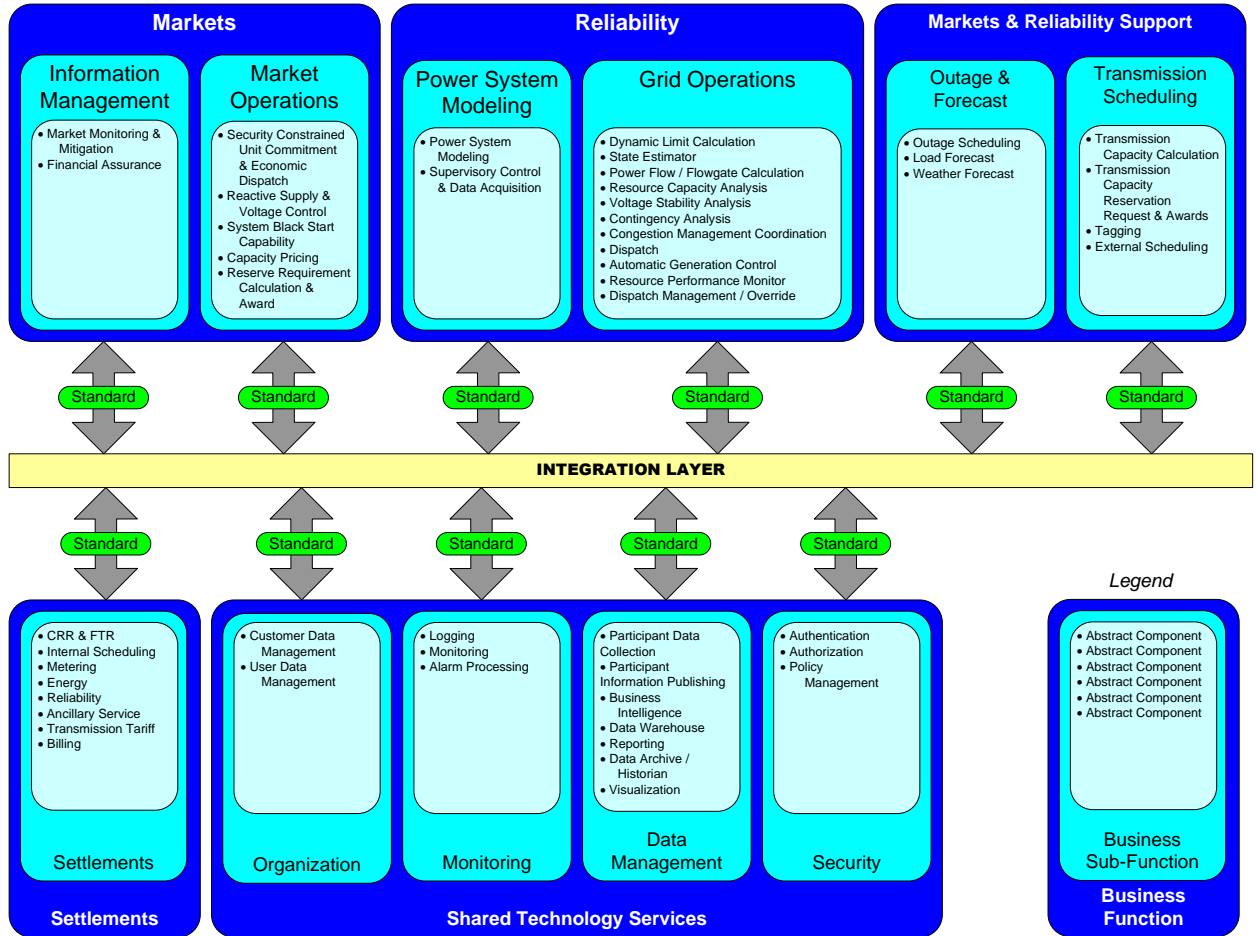 Markets
Information
Management
• Market Monitoring &
Mitigation
• Financial Assurance
Market
Operations
• Security Constrained
Unit Commitment
& Economic
Dispatch
• Reactive Supply &
Voltage Control
• System Black Start
Capability
• Capacity Pricing
• Reserve Requirement
Calculation &
Award
Reliability
Power System
Modeling
• Power System
Modeling
• Supervisory Control
& Data Acquisition
Grid Operations
• Dynamic Limit Calculation
• State Estimator
• Power Flow / Flowgate Calculation
• Resource Capacity Analysis
• Voltage Stability Analysis
• Contingency Analysis
• Congestion Management Coordination
• Dispatch
• Automatic Generation Control
• Resource Performance Monitor
• Dispatch Management / Override
Markets & Reliability Support
Outage &
Forecast
• Outage Scheduling
• Load Forecast
• Weather Forecast
Transmission
Scheduling
• Transmission
Capacity Calculation
• Transmission
Capacity
Reservation
Request & Awards
• Tagging
• External Scheduling
Standard
Standard
Standard
Standard
Standard
Standard
INTEGRATION LAYER
Standard
Standard
Standard
Standard
Standard
• CRR & FTR
• Internal Scheduling
• Metering
• Energy
• Reliability
• Ancillary Service
• Transmission Tariff
• Billing
Settlements
Settlements
• Customer Data
Management
• User Data
Management
Organization
• Logging
• Monitoring
• Alarm Processing
Monitoring
• Participant Data
Collection
• Participant
Information Publishing
• Business
Intelligence
• Data Warehouse
• Reporting
• Data Archive /
Historian
• Visualization
Data
Management
• Authentication
• Authorization
• Policy
Management
Security
Shared Technology Services
Legend
• Abstract Component
• Abstract Component
• Abstract Component
• Abstract Component
• Abstract Component
• Abstract Component
Business
Sub-Function
Business
Function